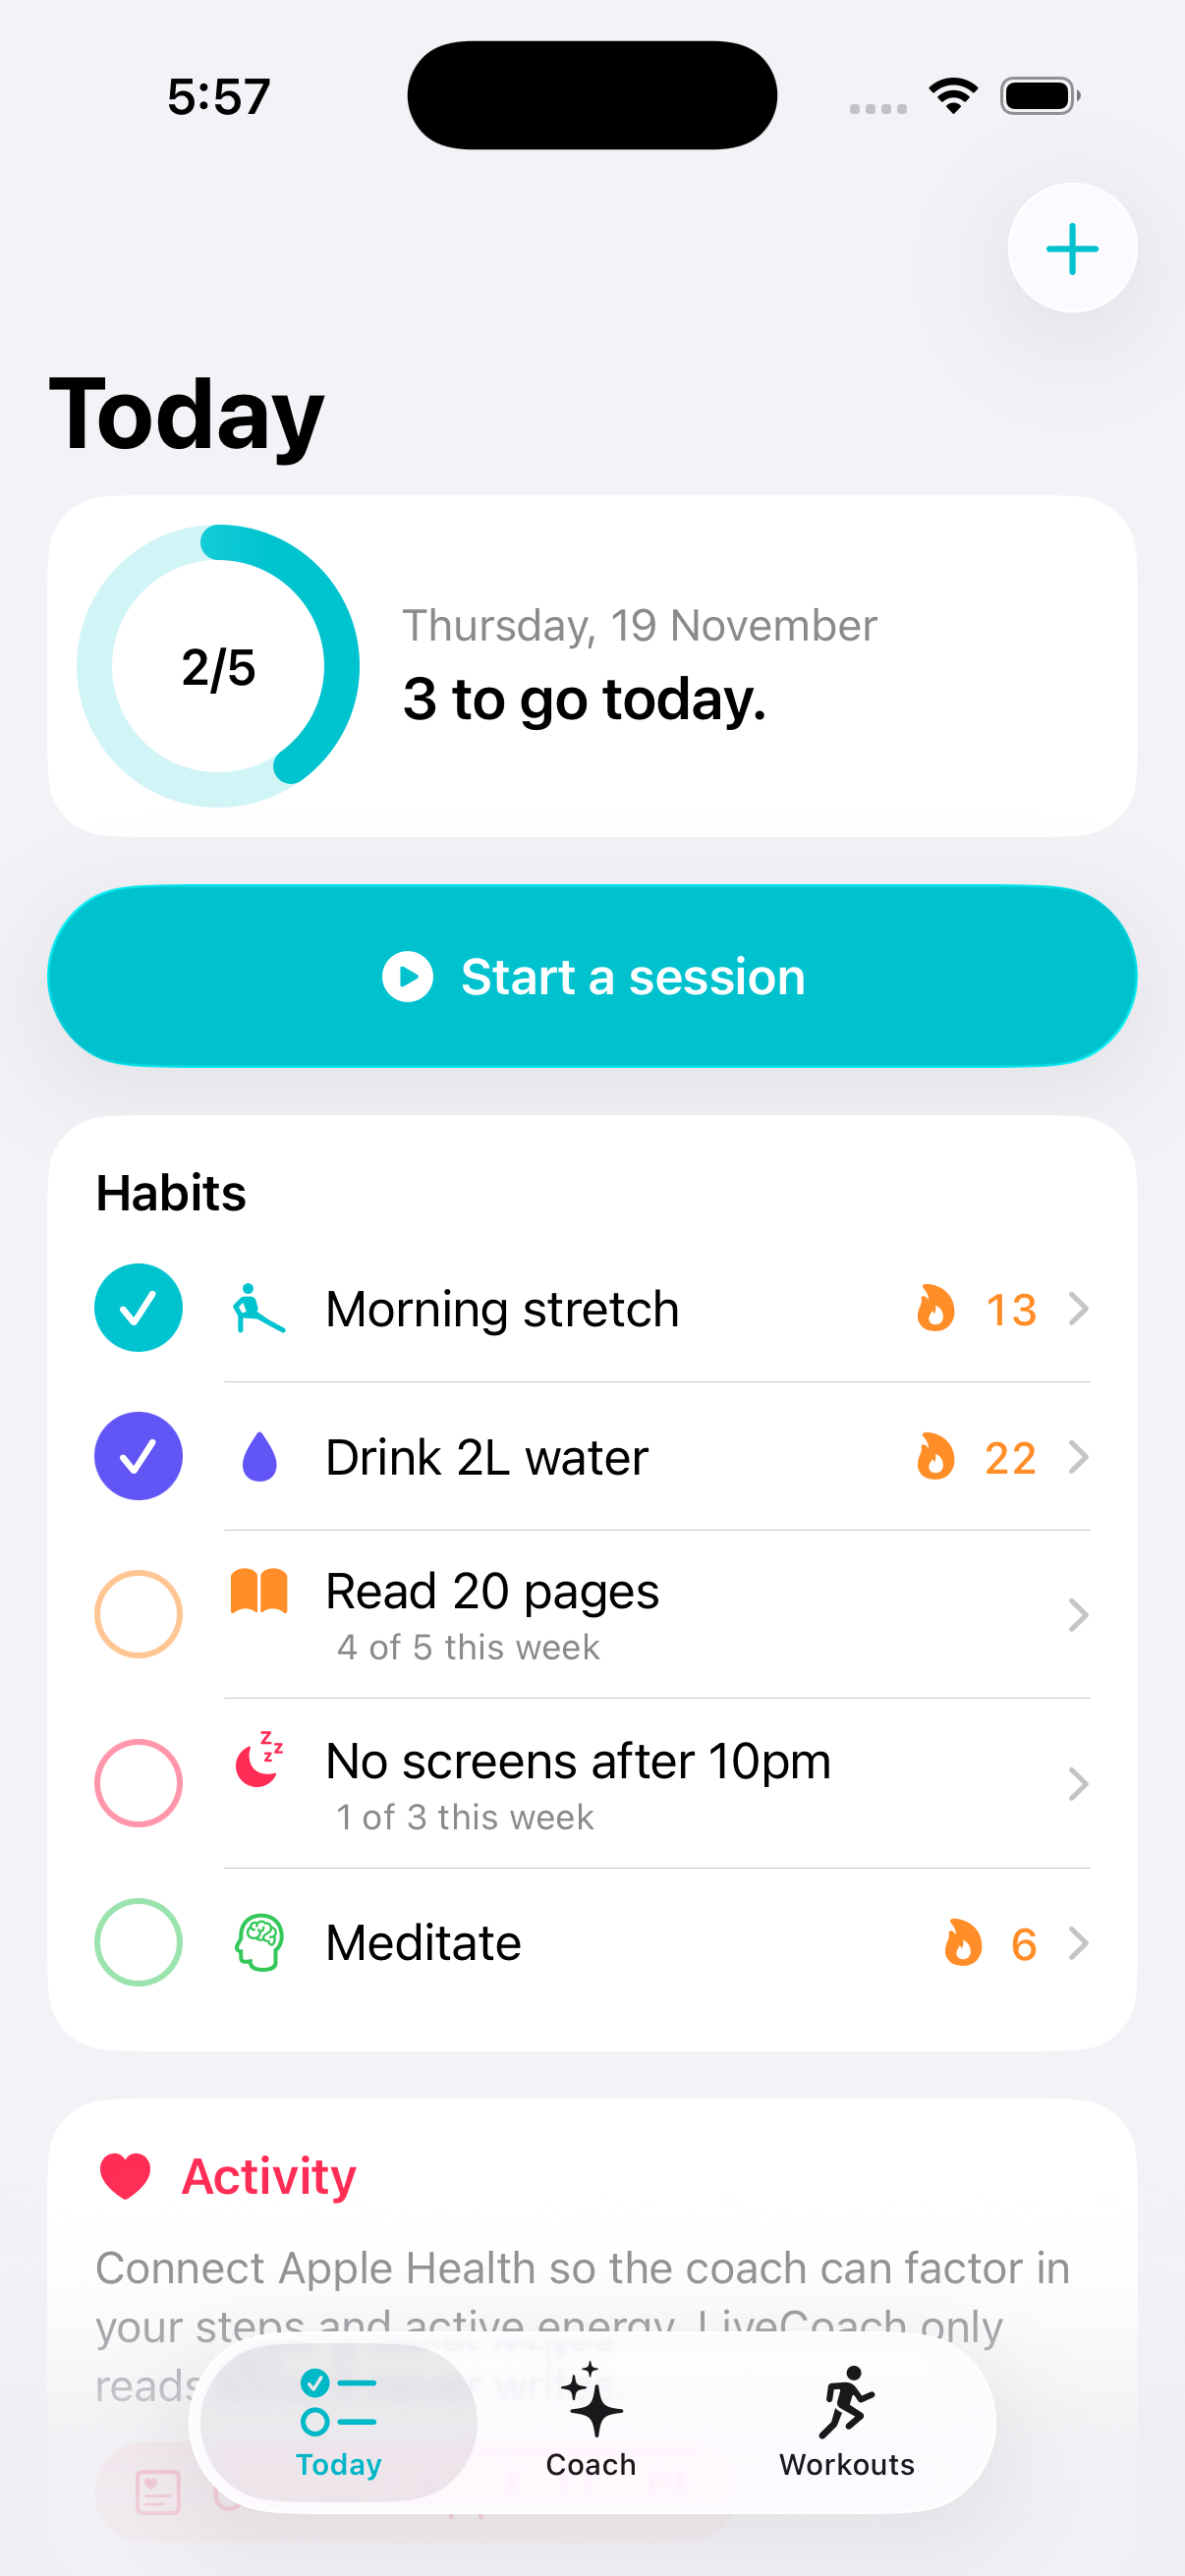 5:57
Today
2/5
Thursday, 19 November
3 to go today.
Start a session
Habits
Morning stretch
13
Drink 2L water
22
Read 20 pages
4 of 5 this week
No screens after 10pm
1 of 3 this week
Meditate
6
Activity
Connect Apple Health so the coach can factor in
your steps and active energy. LiveCoach only
reads
Today
Coach
Workouts